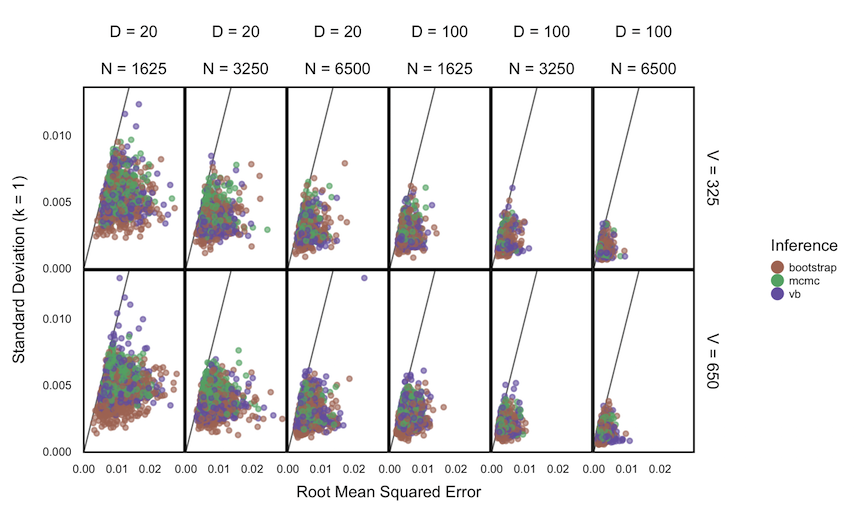 D = 20 D = 20 D = 20 D = 100 D = 100 D = 100
N = 1625 N = 3250 N = 6500 N = 1625 N = 3250 N = 6500
Standard Deviation (k = 1)
0.010
0.005
0.000
V = 325
0.010
0.005
0.000
V = 650
0.00 0.01 0.02 0.00 0.01 0.02 0.00 0.01 0.02 0.00 0.01 0.02 0.00 0.01 0.02 0.00 0.01 0.02
Root Mean Squared Error
Inference
bootstrap
mcmc
vb